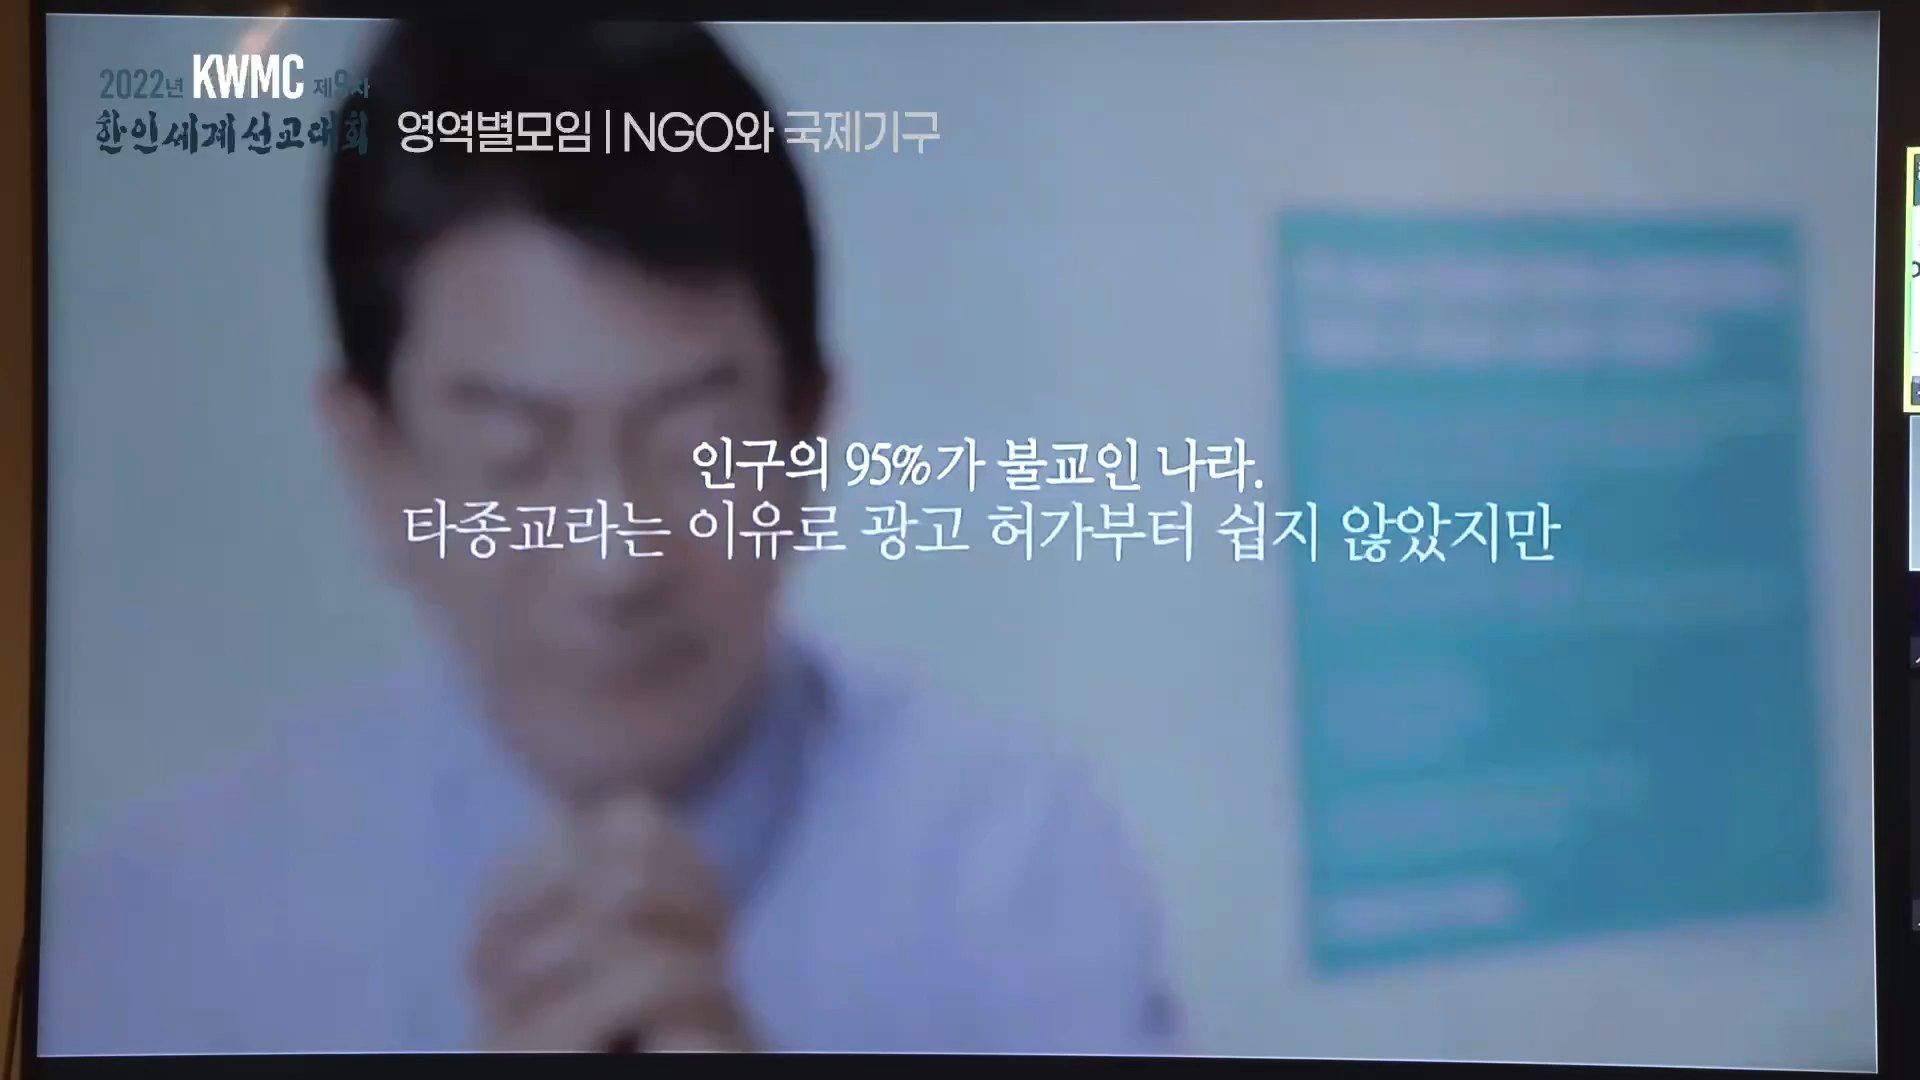 2022년 KWMC 제9차
한인세계선교대회
영역별모임 | NGO와 국제기구
인구의 95%가 불교인 나라.
타종교라는 이유로 광고 허가부터 쉽지 않았지만